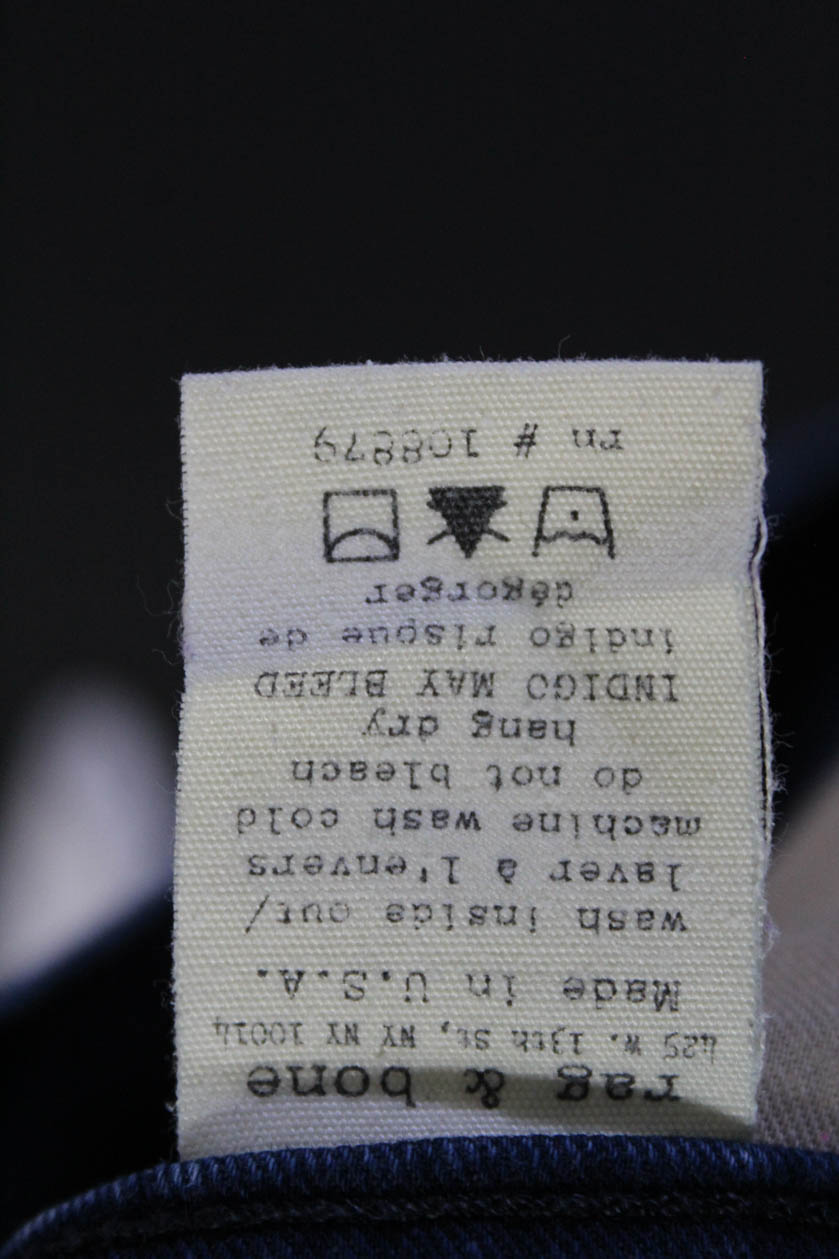 rag & bone
425 W. 13th St, NY NY 10014
Made in U.S.A.
wash inside out/
laver à l'envers
machine wash cold
do not bleach
hang dry
INDIGO MAY BLEED
indigo risque de
dégorger
rn # 108879